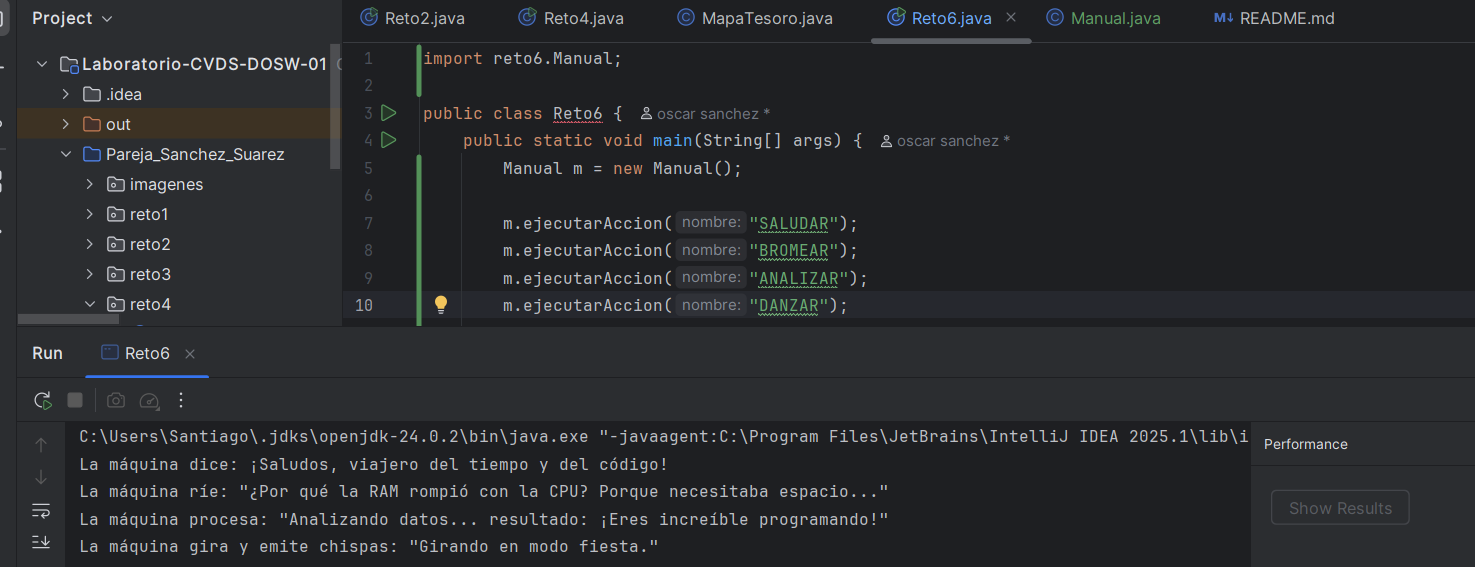 Project
Reto2.java Reto4.java MapaTesoro.java Reto6.java Manual.java M↓ README.md
Laboratorio-CVDS-DOSW-01
.idea
out
Pareja_Sanchez_Suarez
imagenes
reto1
reto2
reto3
reto4
1 import reto6.Manual;
2
3 public class Reto6 { oscar sanchez *
4 public static void main(String[] args) { oscar sanchez *
5 Manual m = new Manual();
6
7 m.ejecutarAccion( nombre: "SALUDAR");
8 m.ejecutarAccion( nombre: "BROMEAR");
9 m.ejecutarAccion( nombre: "ANALIZAR");
10 m.ejecutarAccion( nombre: "DANZAR");
Run Reto6
C:\Users\Santiago\.jdks\openjdk-24.0.2\bin\java.exe "-javaagent:C:\Program Files\JetBrains\IntelliJ IDEA 2025.1\lib\i
La máquina dice: ¡Saludos, viajero del tiempo y del código!
La máquina ríe: "¿Por qué la RAM rompió con la CPU? Porque necesitaba espacio..."
La máquina procesa: "Analizando datos... resultado: ¡Eres increíble programando!"
La máquina gira y emite chispas: "Girando en modo fiesta."
Performance
Show Results